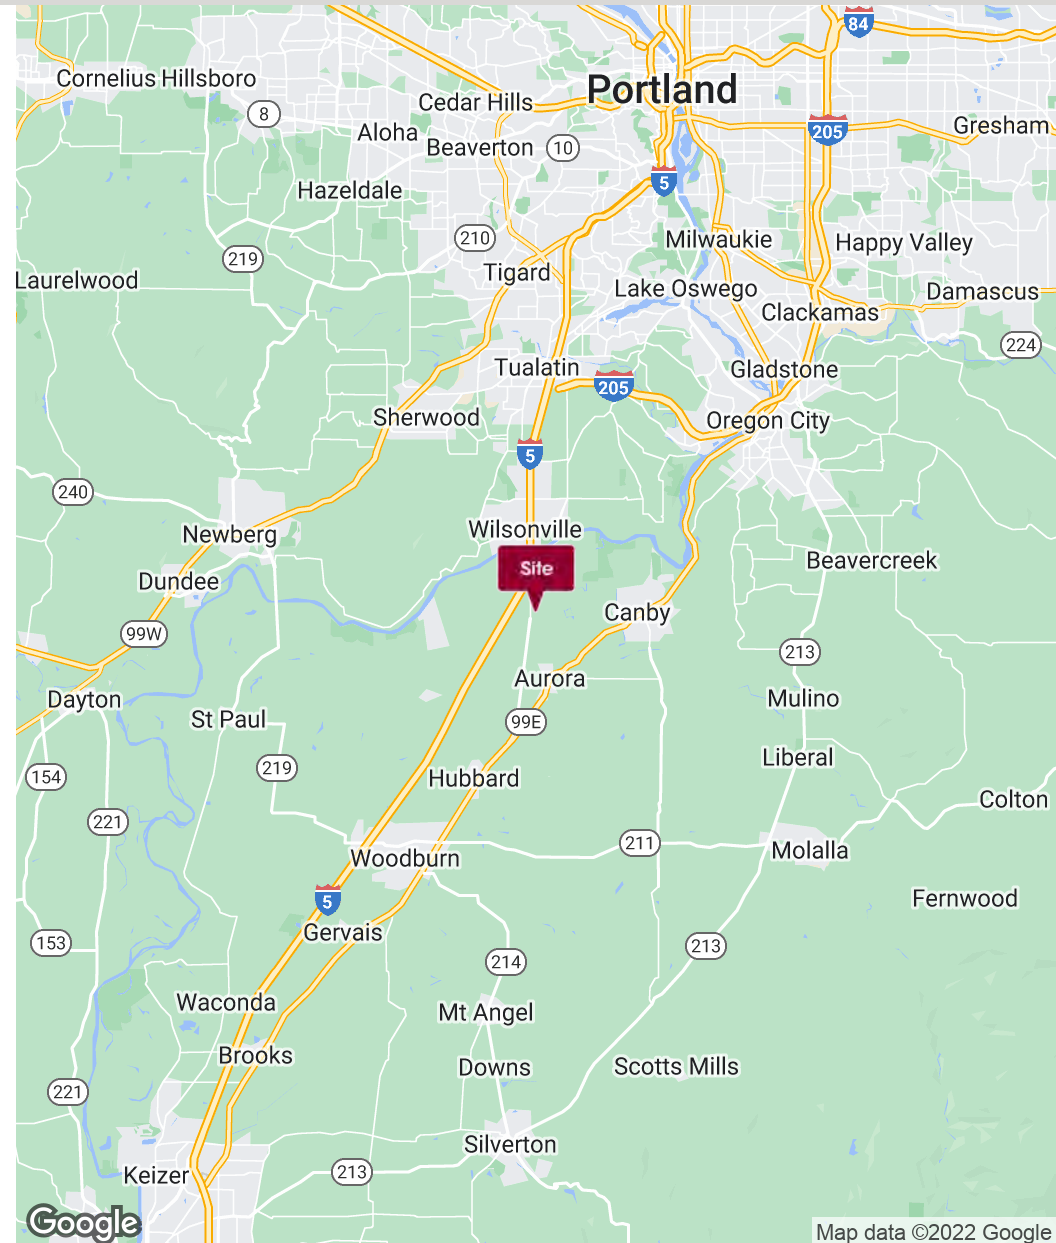 84
Cornelius Hillsboro
Portland
Cedar Hills
8
Aloha
205
Gresham
Beaverton
10
5
Hazeldale
210
Milwaukie
Happy Valley
219
Tigard
Laurelwood
Lake Oswego
Damascus
Clackamas
224
Tualatin
Gladstone
205
Sherwood
Oregon City
5
240
Wilsonville
Newberg
Beavercreek
Site
Dundee
Canby
99W
213
Aurora
Dayton
Mulino
St Paul
99E
Liberal
219
154
Hubbard
Colton
221
211
Molalla
Woodburn
5
Fernwood
Gervais
153
213
214
Waconda
Mt Angel
Brooks
Downs
Scotts Mills
221
Silverton
213
Keizer
Google
Map data ©2022 Google